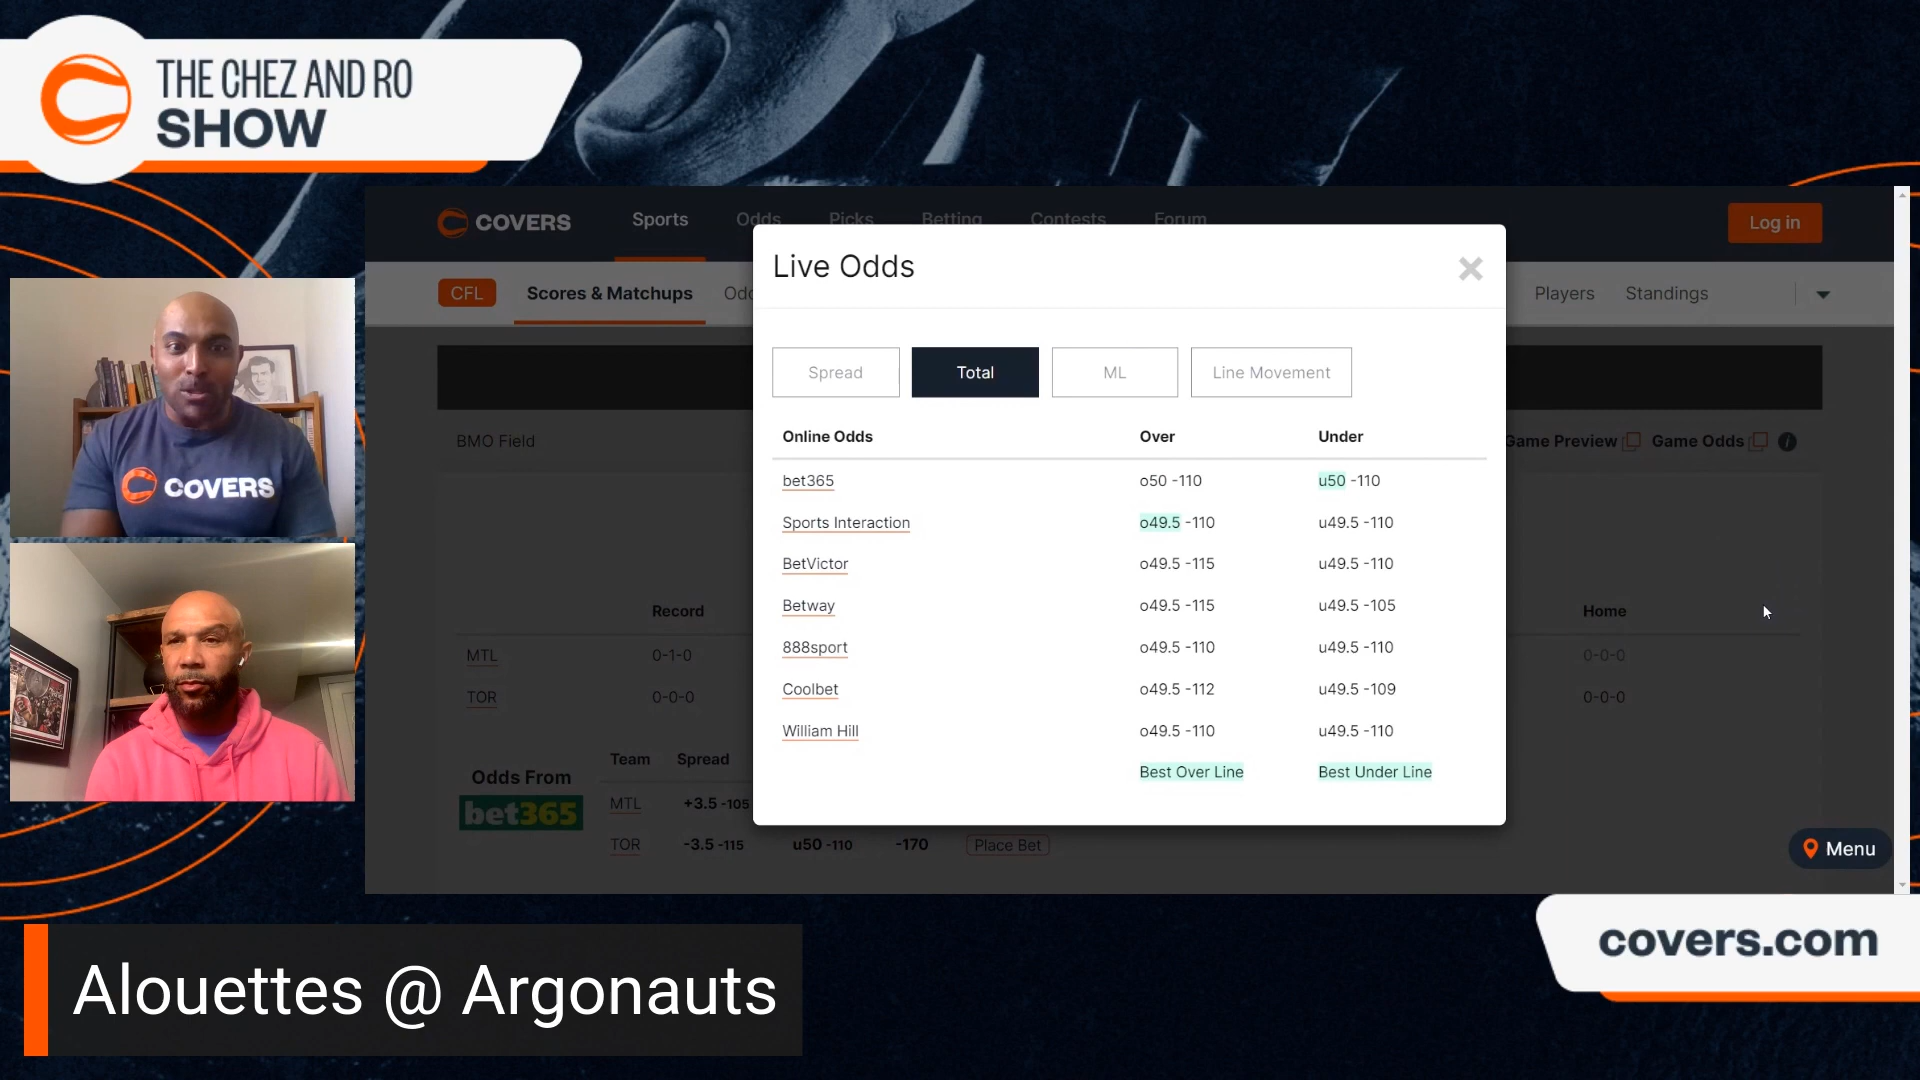 THE CHEZ AND RO
SHOW
COVERS
Sports Odds Picks Betting Contests Forum
Log in
Live Odds
CFL Scores & Matchups
Players Standings
Spread Total ML Line Movement
Online Odds Over Under
BMO Field
Game Preview Game Odds
bet365 o50 -110 u50 -110
Sports Interaction o49.5 -110 u49.5 -110
BetVictor o49.5 -115 u49.5 -110
Betway o49.5 -115 u49.5 -105
Record
Home
888sport o49.5 -110 u49.5 -110
MTL 0-1-0 0-0-0
Coolbet o49.5 -112 u49.5 -109
TOR 0-0-0 0-0-0
William Hill o49.5 -110 u49.5 -110
Best Over Line Best Under Line
Team Spread
Odds From
bet365
MTL +3.5 -105
TOR -3.5 -115 u50 -110 -170 Place Bet
Menu
COVERS
covers.com
Alouettes @ Argonauts